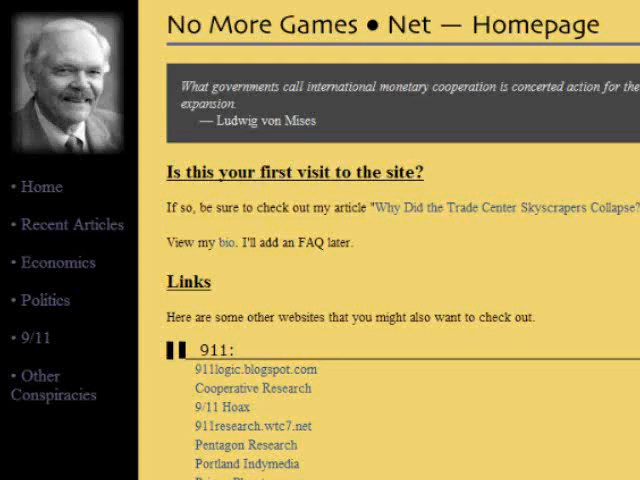 No More Games ● Net — Homepage
What governments call international monetary cooperation is concerted action for the
expansion.
— Ludwig von Mises
• Home
• Recent Articles
• Economics
• Politics
• 9/11
• Other
Conspiracies
Is this your first visit to the site?
If so, be sure to check out my article "Why Did the Trade Center Skyscrapers Collapse?
View my bio. I'll add an FAQ later.
Links
Here are some other websites that you might also want to check out.
911:
911logic.blogspot.com
Cooperative Research
9/11 Hoax
911research.wtc7.net
Pentagon Research
Portland Indymedia